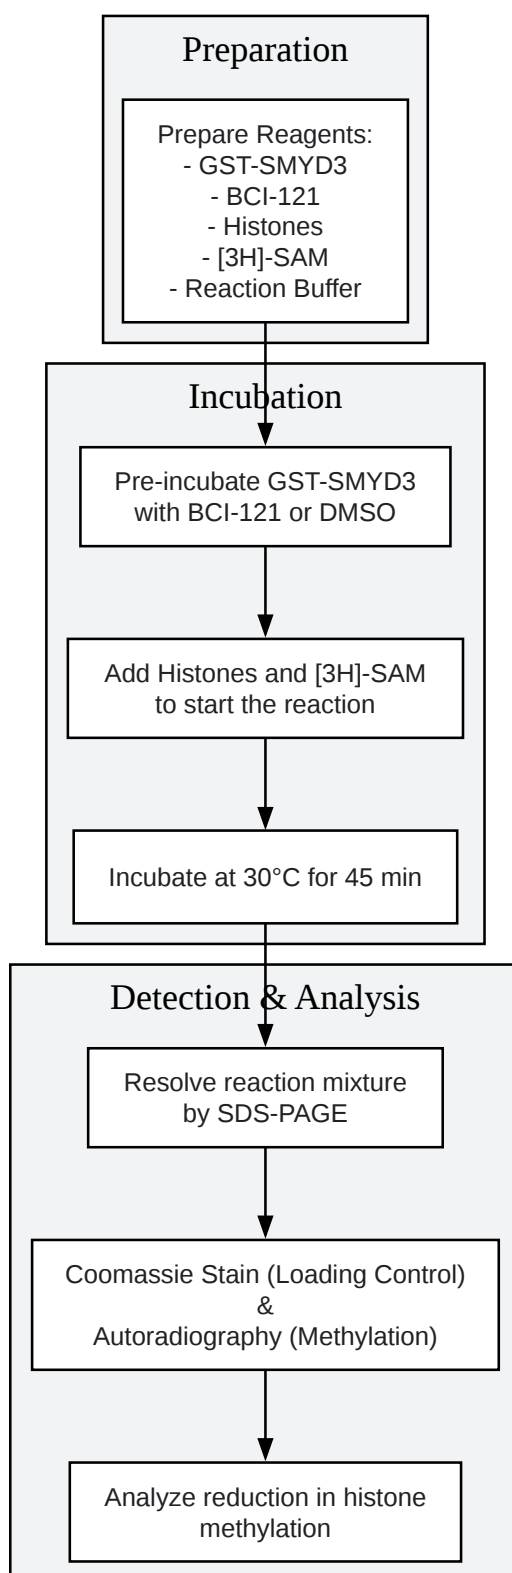 Preparation
Prepare Reagents:
- GST-SMYD3
- BCI-121
- Histones
- [3H]-SAM
- Reaction Buffer
Incubation
Pre-incubate GST-SMYD3
with BCI-121 or DMSO
Add Histones and [3H]-SAM
to start the reaction
Incubate at 30°C for 45 min
Detection & Analysis
Resolve reaction mixture
by SDS-PAGE
Coomassie Stain (Loading Control)
&
Autoradiography (Methylation)
Analyze reduction in histone
methylation